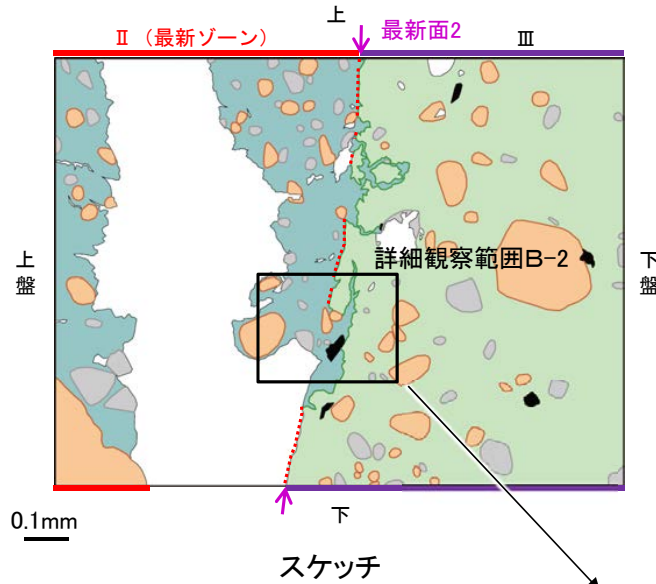 上
Ⅱ（最新ゾーン） 最新面2 Ⅲ
詳細観察範囲B-2
上盤
下盤
0.1mm
下
スケッチ